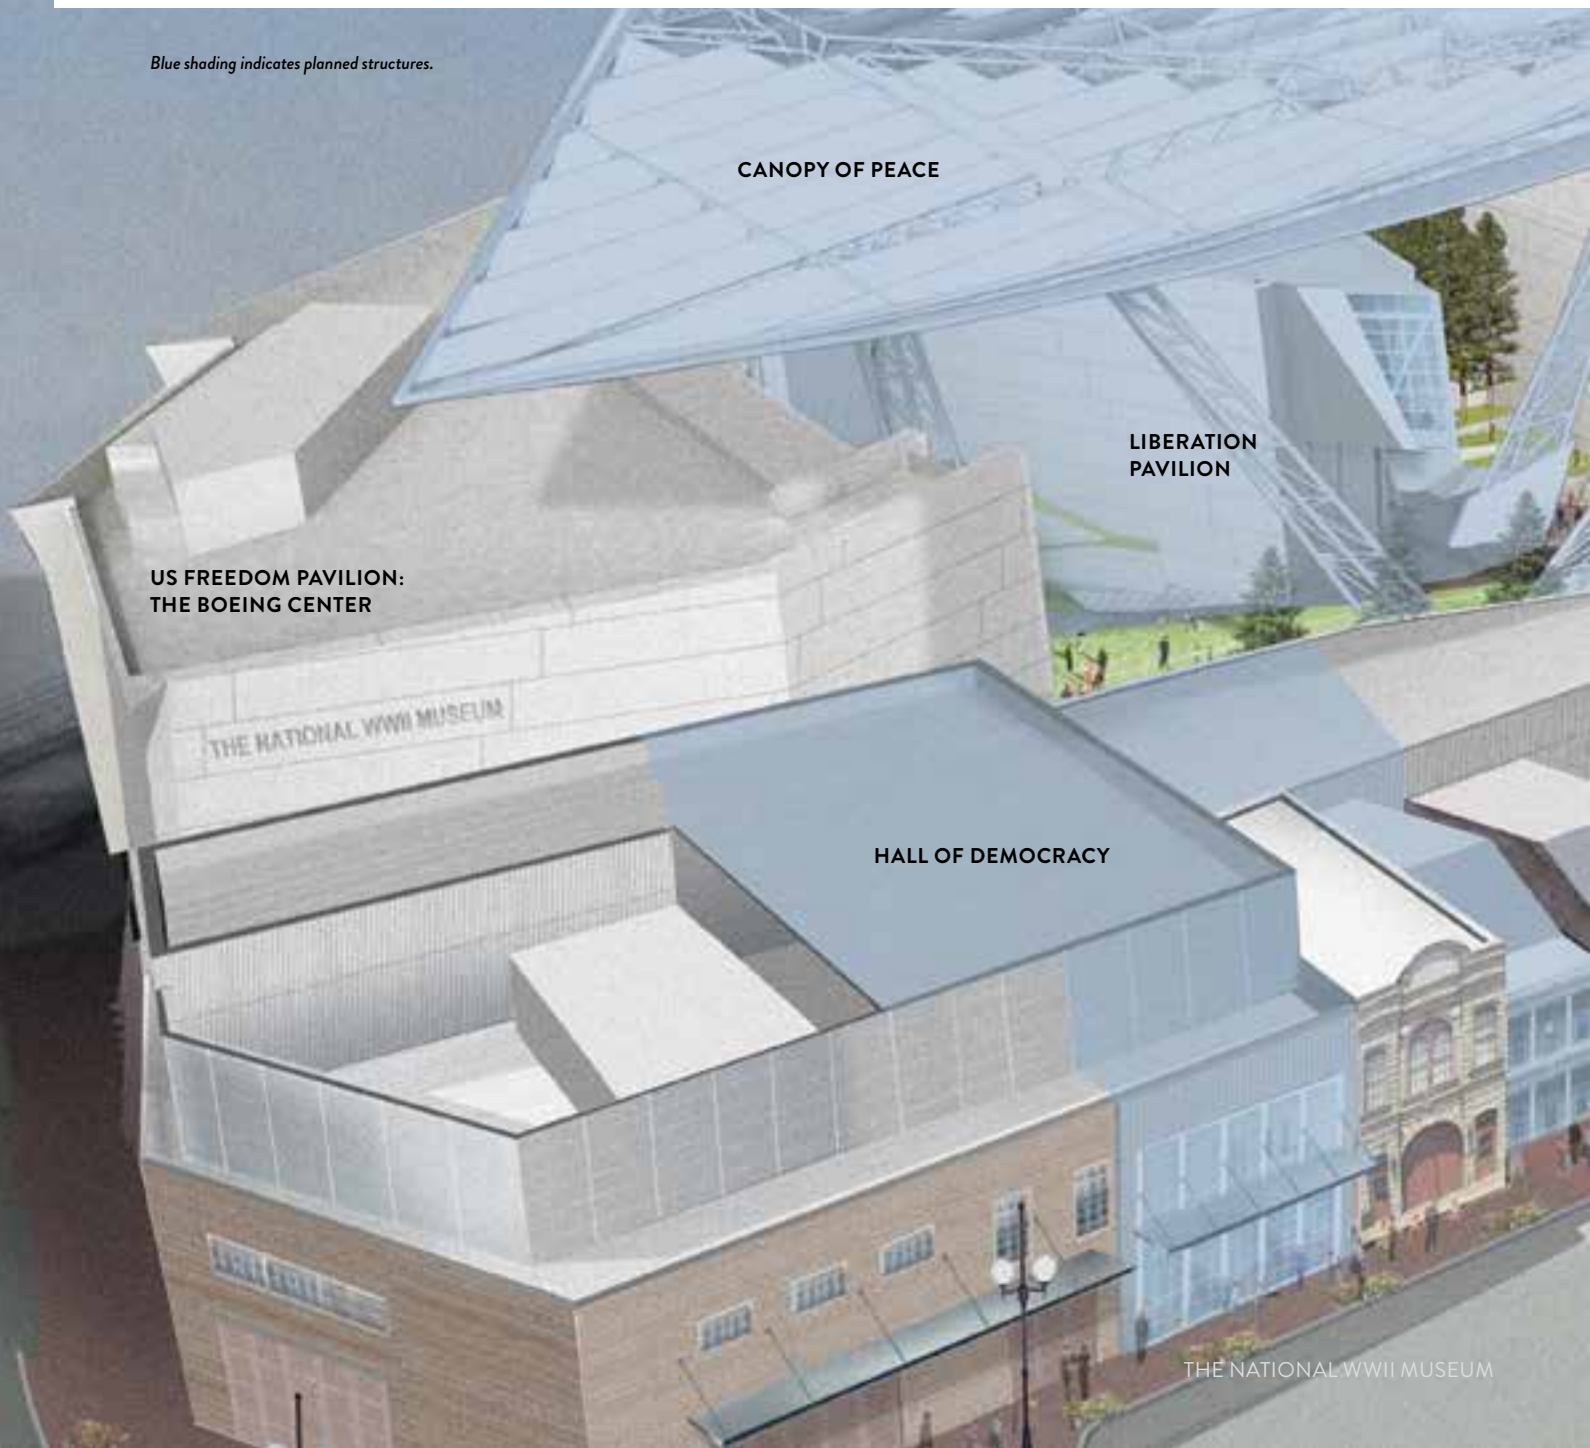 Blue shading indicates planned structures.
CANOPY OF PEACE
LIBERATION
PAVILION
US FREEDOM PAVILION:
THE BOEING CENTER
THE NATIONAL WWII MUSEUM
HALL OF DEMOCRACY
THE NATIONAL WWII MUSEUM